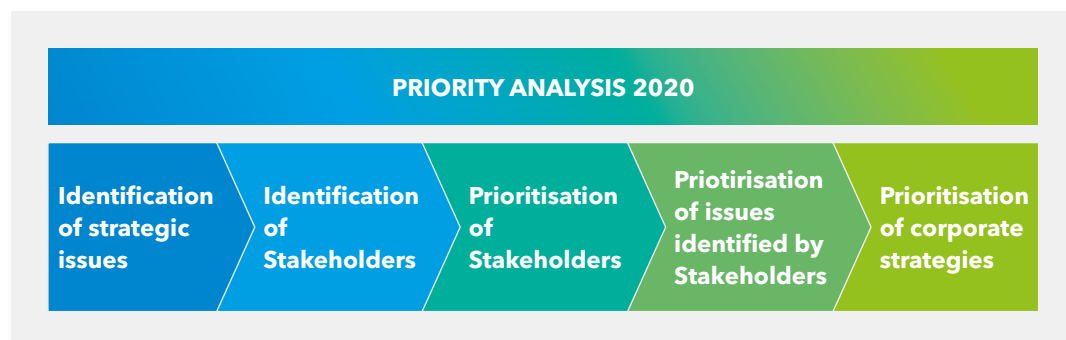 PRIORITY ANALYSIS 2020
Identification
of strategic
issues
Identification
of
Stakeholders
Prioritisation
of
Stakeholders
Priotirisation
of issues
identified by
Stakeholders
Prioritisation
of corporate
strategies